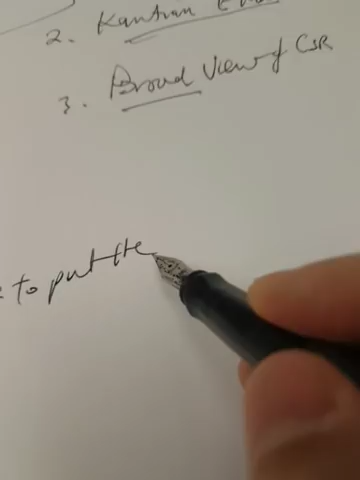 2. Kantian
3. Broad View of CSR
to put the